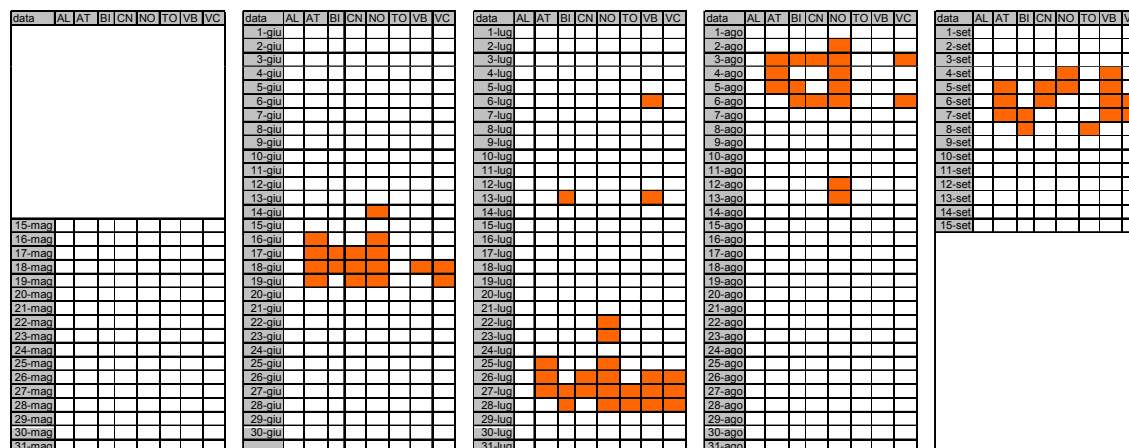 data AL AT BI CN NO TO VB VC
15-mag
16-mag
17-mag
18-mag
19-mag
20-mag
21-mag
22-mag
23-mag
24-mag
25-mag
26-mag
27-mag
28-mag
29-mag
30-mag
31-mag
data AL AT BI CN NO TO VB VC
1-giu
2-giu
3-giu
4-giu
5-giu
6-giu
7-giu
8-giu
9-giu
10-giu
11-giu
12-giu
13-giu
14-giu
15-giu
16-giu
17-giu
18-giu
19-giu
20-giu
21-giu
22-giu
23-giu
24-giu
25-giu
26-giu
27-giu
28-giu
29-giu
30-giu
data AL AT BI CN NO TO VB VC
1-lug
2-lug
3-lug
4-lug
5-lug
6-lug
7-lug
8-lug
9-lug
10-lug
11-lug
12-lug
13-lug
14-lug
15-lug
16-lug
17-lug
18-lug
19-lug
20-lug
21-lug
22-lug
23-lug
24-lug
25-lug
26-lug
27-lug
28-lug
29-lug
30-lug
31-lug
data AL AT BI CN NO TO VB VC
1-ago
2-ago
3-ago
4-ago
5-ago
6-ago
7-ago
8-ago
9-ago
10-ago
11-ago
12-ago
13-ago
14-ago
15-ago
16-ago
17-ago
18-ago
19-ago
20-ago
21-ago
22-ago
23-ago
24-ago
25-ago
26-ago
27-ago
28-ago
29-ago
30-ago
31-ago
data AL AT BI CN NO TO VB
1-set
2-set
3-set
4-set
5-set
6-set
7-set
8-set
9-set
10-set
11-set
12-set
13-set
14-set
15-set